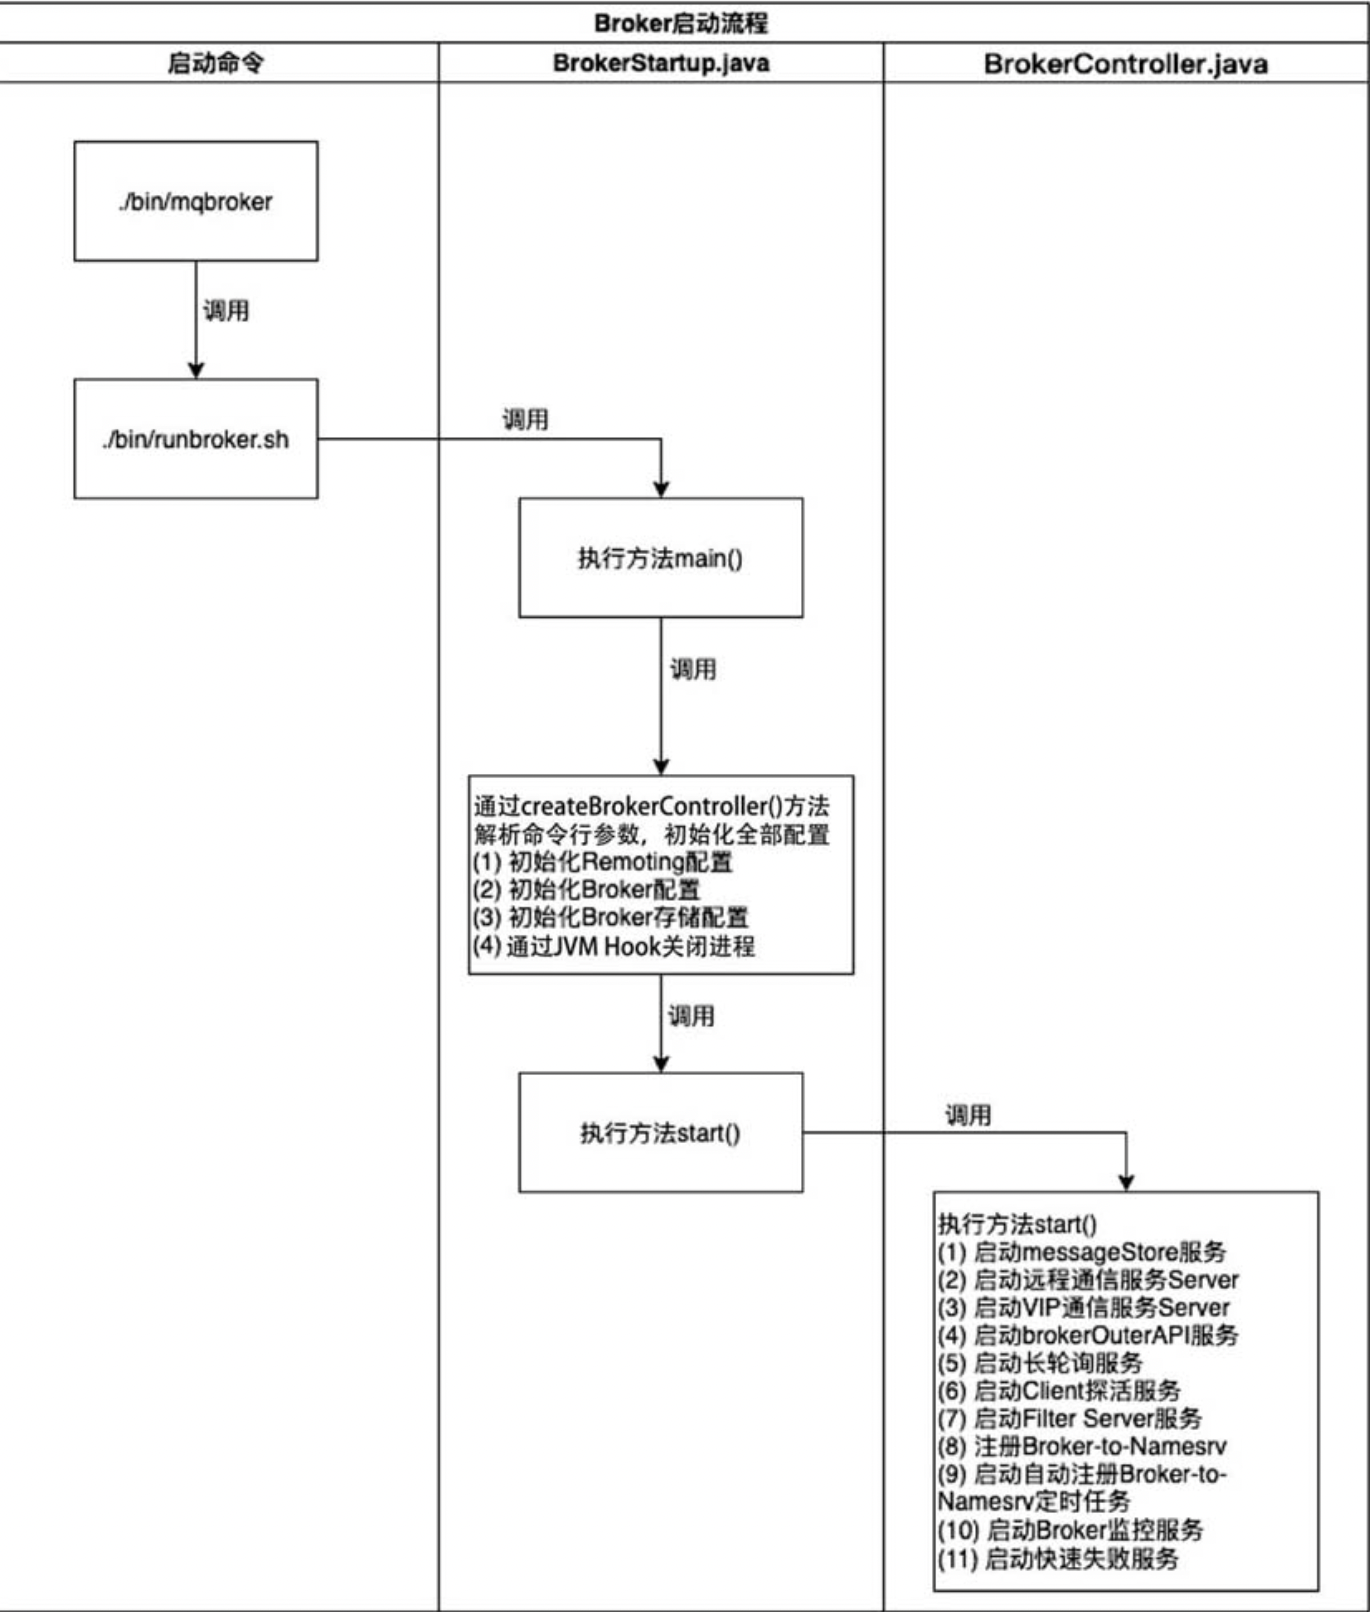 Broker启动流程
启动命令
BrokerStartup.java
BrokerController.java
./bin/mqbroker
调用
./bin/runbroker.sh
调用
执行方法main()
调用
通过createBrokerController()方法
解析命令行参数，初始化全部配置
(1) 初始化Remoting配置
(2) 初始化Broker配置
(3) 初始化Broker存储配置
(4) 通过JVM Hook关闭进程
调用
执行方法start()
调用
执行方法start()
(1) 启动messageStore服务
(2) 启动远程通信服务Server
(3) 启动VIP通信服务Server
(4) 启动brokerOuterAPI服务
(5) 启动长轮询服务
(6) 启动Client探活服务
(7) 启动Filter Server服务
(8) 注册Broker-to-Namesrv
(9) 启动自动注册Broker-to-
Namesrv定时任务
(10) 启动Broker监控服务
(11) 启动快速失败服务